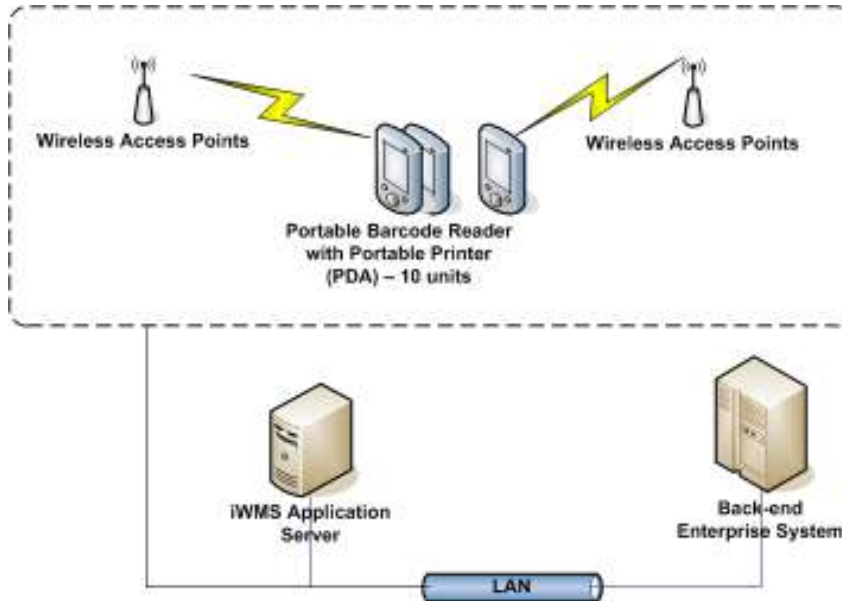 Wireless Access Points
Wireless Access Points
Portable Barcode Reader
with Portable Printer
(PDA) – 10 units
iWMS Application
Server
Back-end
Enterprise System
LAN